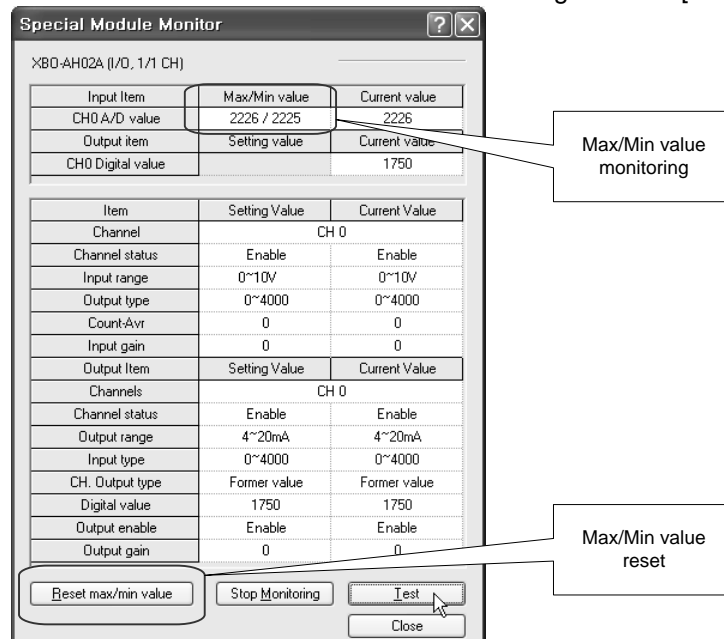 Special Module Monitor
XBO-AH02A (I/O, 1/1 CH)
Input Item Max/Min value Current value
CH0 A/D value 2226 / 2225 2226
Output item Setting value Current value
CH0 Digital value 1750
Max/Min value
monitoring
Item Setting Value Current Value
Channel CH 0
Channel status Enable Enable
Input range 0~10V 0~10V
Output type 0~4000 0~4000
Count-Avr 0 0
Input gain 0 0
Output Item Setting Value Current Value
Channels CH 0
Channel status Enable Enable
Output range 4~20mA 4~20mA
Input type 0~4000 0~4000
CH. Output type Former value Former value
Digital value 1750 1750
Output enable Enable Enable
Output gain 0 0
Max/Min value
reset
Reset max/min value Stop Monitoring Test
Close